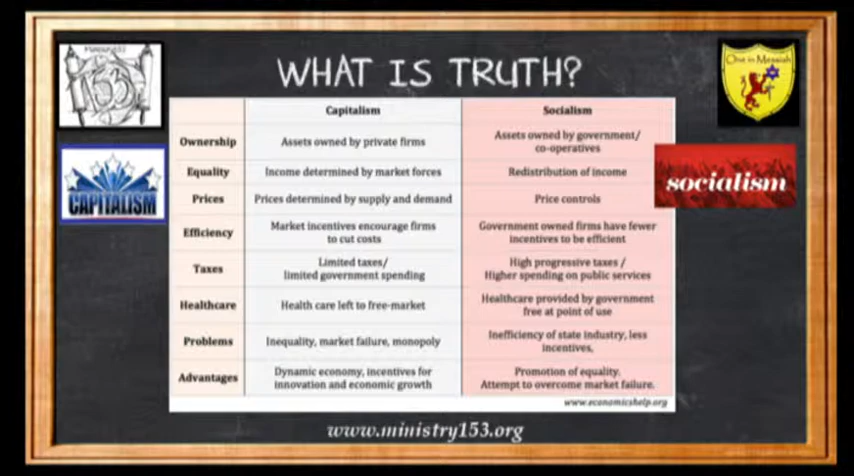 WHAT IS TRUTH?
MINISTRY153
153
One in Messiah
CAPITALISM
socialism
Capitalism Socialism
Ownership Assets owned by private firms Assets owned by government/
co-operatives
Equality Income determined by market forces Redistribution of income
Prices Prices determined by supply and demand Price controls
Efficiency Market incentives encourage firms
to cut costs Government owned firms have fewer
incentives to be efficient
Taxes Limited taxes/
limited government spending High progressive taxes /
Higher spending on public services
Healthcare Health care left to free-market Healthcare provided by government
free at point of use
Problems Inequality, market failure, monopoly Inefficiency of state industry, less
incentives,
Advantages Dynamic economy, incentives for
innovation and economic growth Promotion of equality.
Attempt to overcome market failure.
www.economicshelp.org
www.ministry153.org